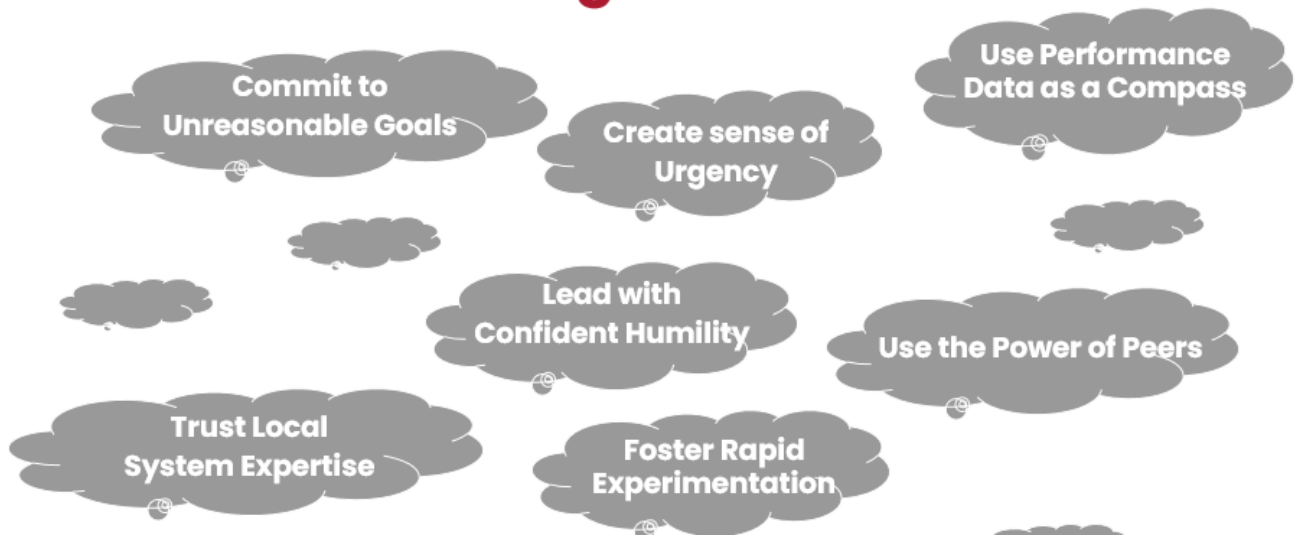 Commit to
Unreasonable Goals
Create sense of
Urgency
Use Performance
Data as a Compass
Lead with
Confident Humility
Use the Power of Peers
Trust Local
System Expertise
Foster Rapid
Experimentation